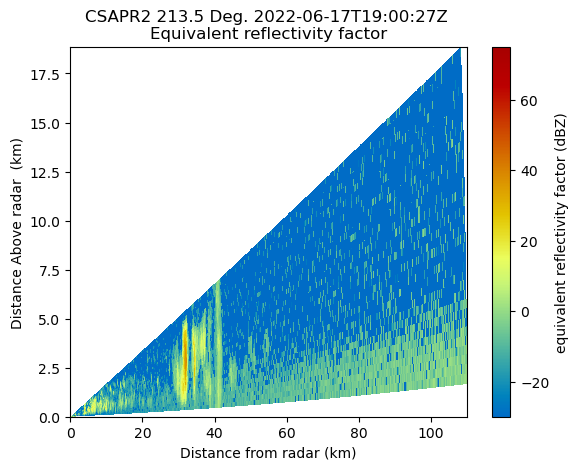 CSAPR2 213.5 Deg. 2022-06-17T19:00:27Z
Equivalent reflectivity factor
17.5
15.0
12.5
10.0
7.5
5.0
2.5
0.0
Distance Above radar  (km)
0 20 40 60 80 100
Distance from radar (km)
60
40
20
0
−20
equivalent reflectivity factor (dBZ)